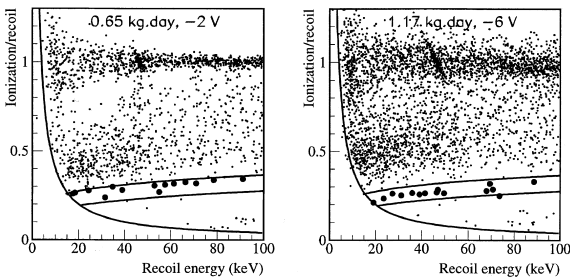 0.65 kg.day, −2 V
1.17 kg.day, −6 V
Ionization/recoil
1
0.5
0
0 20 40 60 80 100
Recoil energy (keV)
Ionization/recoil
1
0.5
0
0 20 40 60 80 100
Recoil energy (keV)